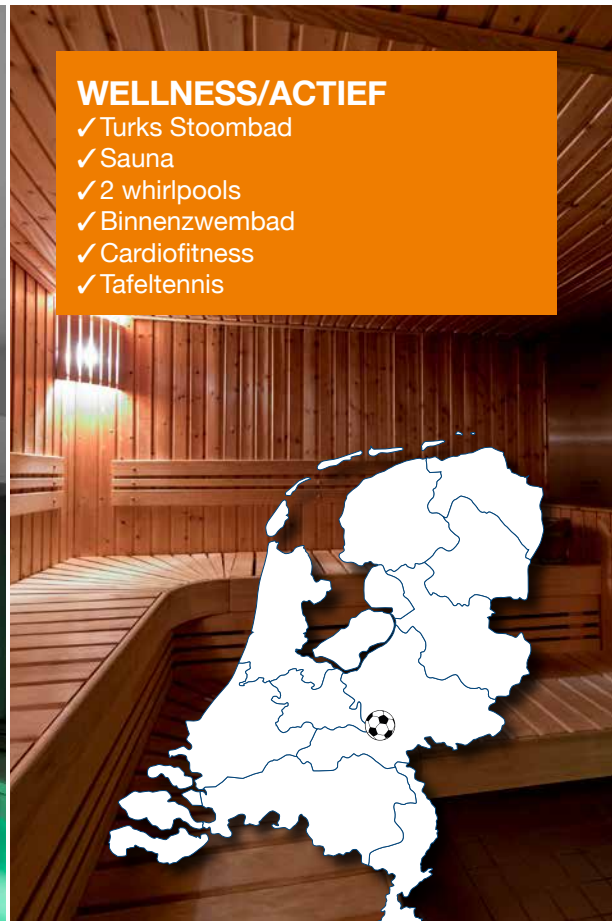 WELLNESS/ACTIEF
✓ Turks Stoombad
✓ Sauna
✓ 2 whirlpools
✓ Binnenzwembad
✓ Cardiofitness
✓ Tafeltennis